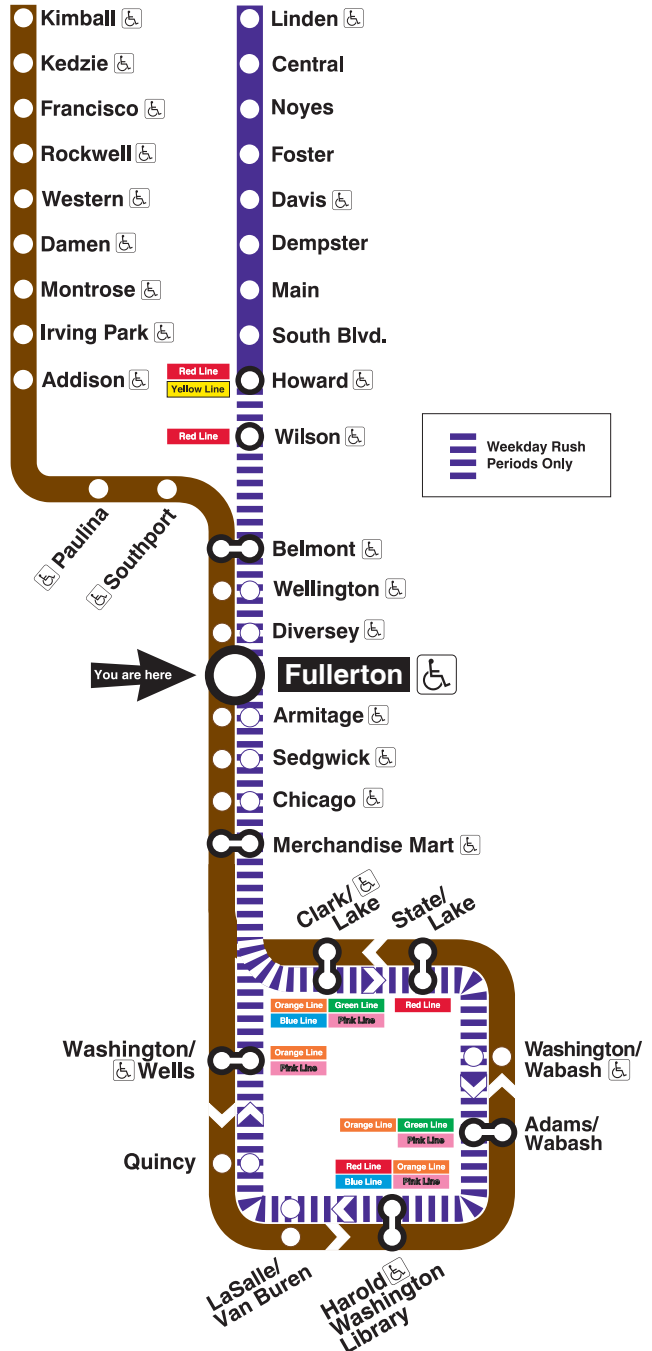 Kimball
Kedzie
Francisco
Rockwell
Western
Damen
Montrose
Irving Park
Addison
Paulina
Southport
Linden
Central
Noyes
Foster
Davis
Dempster
Main
South Blvd.
Red Line
Yellow Line
Howard
Red Line
Wilson
Weekday Rush
Periods Only
Belmont
Wellington
Diversey
You are here
Fullerton
Armitage
Sedgwick
Chicago
Merchandise Mart
Clark/
Lake
State/
Lake
Orange Line
Green Line
Blue Line
Pink Line
Red Line
Washington/
Wells
Orange Line
Pink Line
Washington/
Wabash
Orange Line
Green Line
Pink Line
Adams/
Wabash
Quincy
Red Line
Orange Line
Blue Line
Pink Line
LaSalle/
Van Buren
Harold
Washington
Library